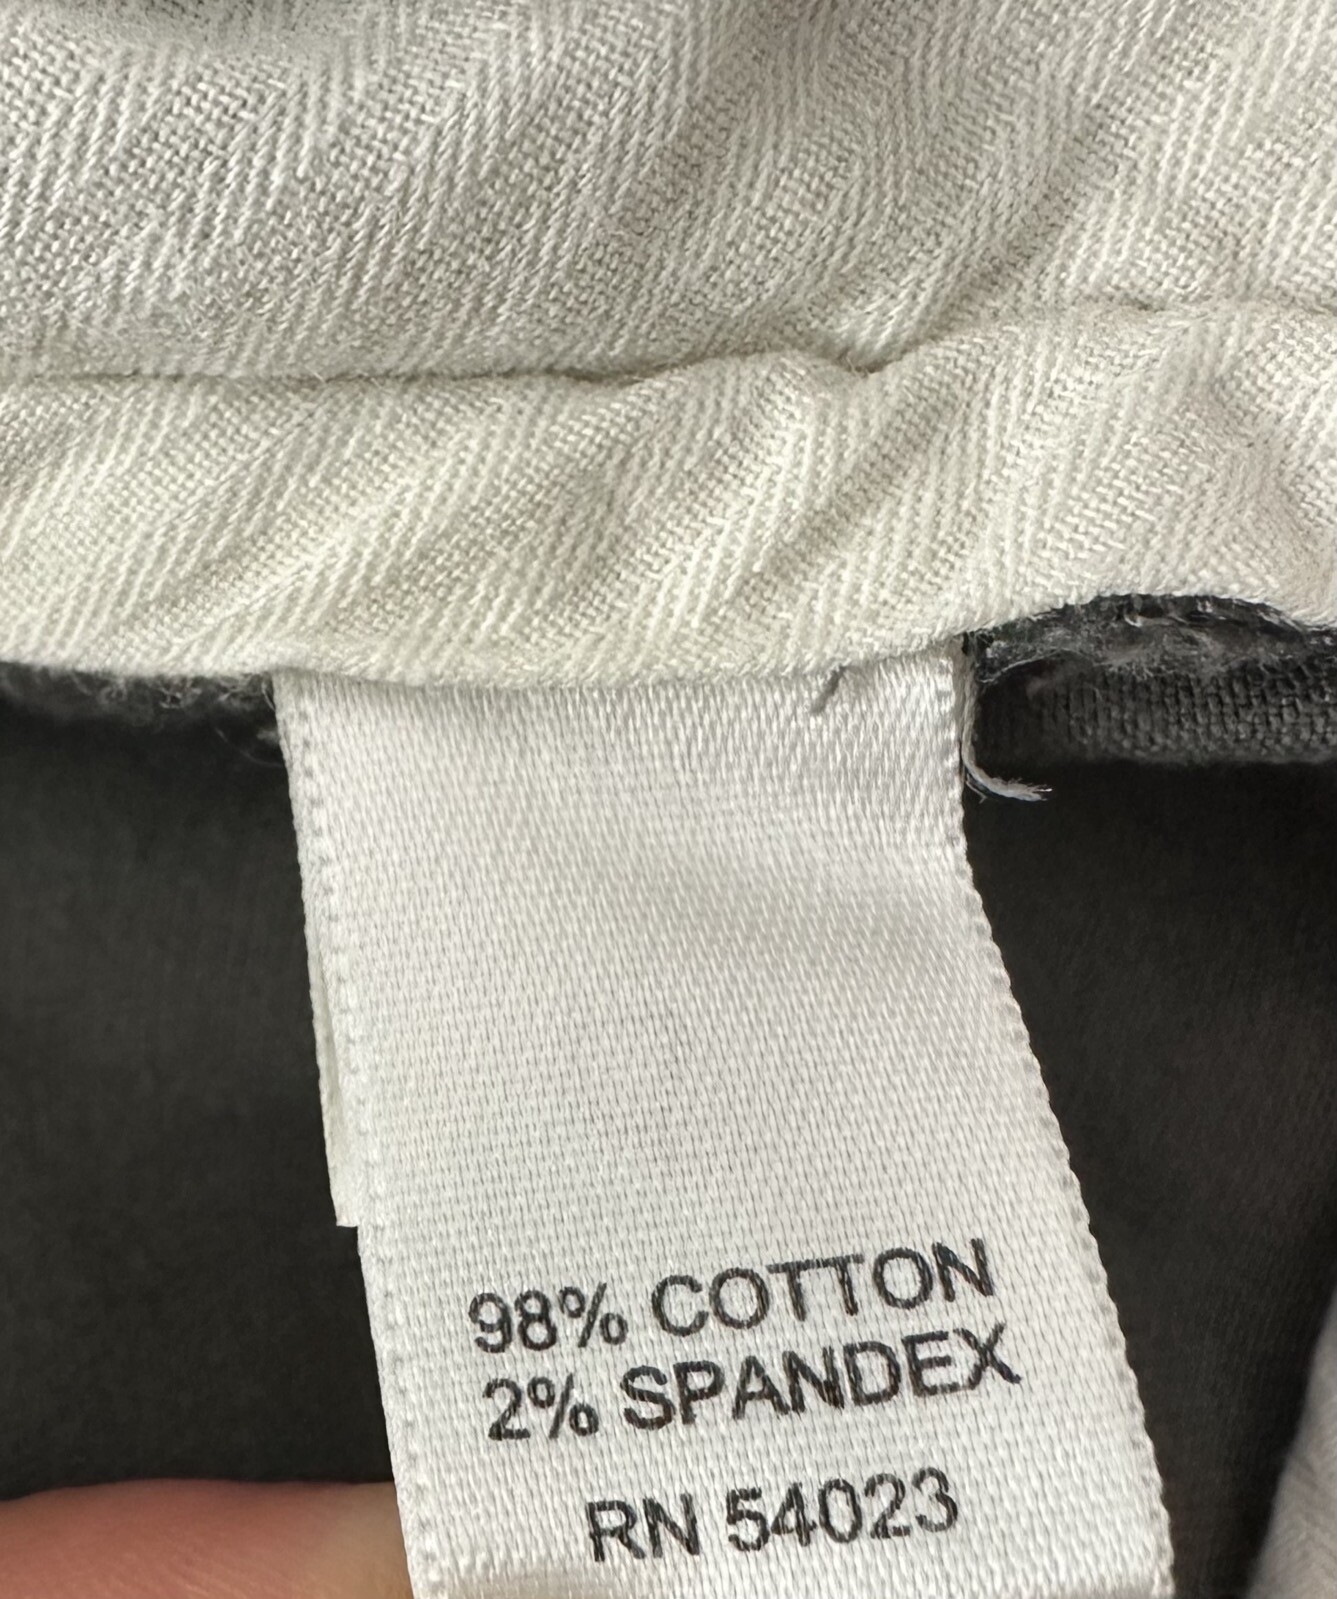 98% COTTON
2% SPANDEX
RN 54023